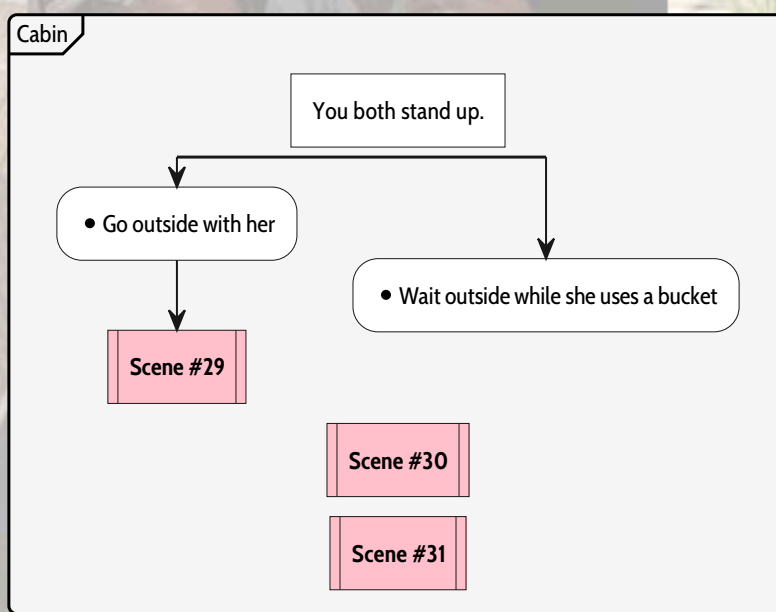 Cabin
You both stand up.
• Go outside with her
• Wait outside while she uses a bucket
Scene #29
Scene #30
Scene #31